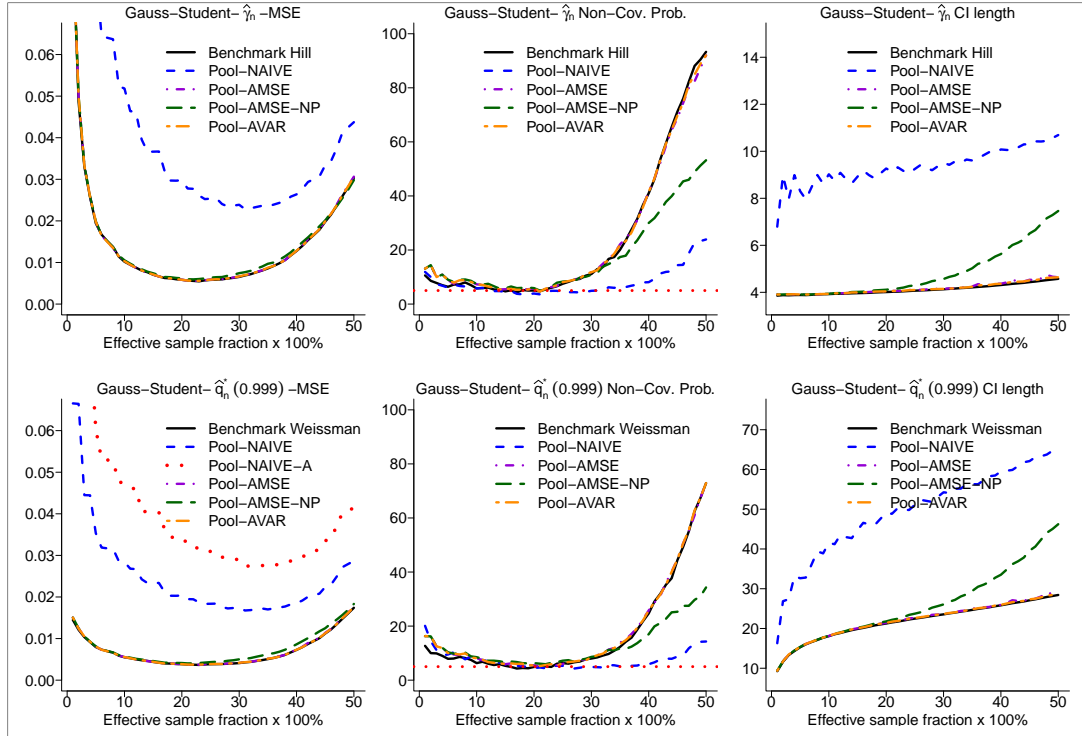 Gauss−Student− γ̂ₙ −MSE
0.06
0.05
0.04
0.03
0.02
0.01
0.00
Benchmark Hill
Pool−NAIVE
Pool−AMSE
Pool−AMSE−NP
Pool−AVAR
0 10 20 30 40 50
Effective sample fraction x 100%
Gauss−Student− γ̂ₙ Non−Cov. Prob.
100
80
60
40
20
0
Benchmark Hill
Pool−NAIVE
Pool−AMSE
Pool−AMSE−NP
Pool−AVAR
0 10 20 30 40 50
Effective sample fraction x 100%
Gauss−Student− γ̂ₙ CI length
14
12
10
8
6
4
Benchmark Hill
Pool−NAIVE
Pool−AMSE
Pool−AMSE−NP
Pool−AVAR
0 10 20 30 40 50
Effective sample fraction x 100%
Gauss−Student− q̂ₙ* (0.999) −MSE
0.06
0.05
0.04
0.03
0.02
0.01
0.00
Benchmark Weissman
Pool−NAIVE
Pool−NAIVE−A
Pool−AMSE
Pool−AMSE−NP
Pool−AVAR
0 10 20 30 40 50
Effective sample fraction x 100%
Gauss−Student− q̂ₙ* (0.999) Non−Cov. Prob.
100
80
60
40
20
0
Benchmark Weissman
Pool−NAIVE
Pool−AMSE
Pool−AMSE−NP
Pool−AVAR
0 10 20 30 40 50
Effective sample fraction x 100%
Gauss−Student− q̂ₙ* (0.999) CI length
70
60
50
40
30
20
10
Benchmark Weissman
Pool−NAIVE
Pool−AMSE
Pool−AMSE−NP
Pool−AVAR
0 10 20 30 40 50
Effective sample fraction x 100%